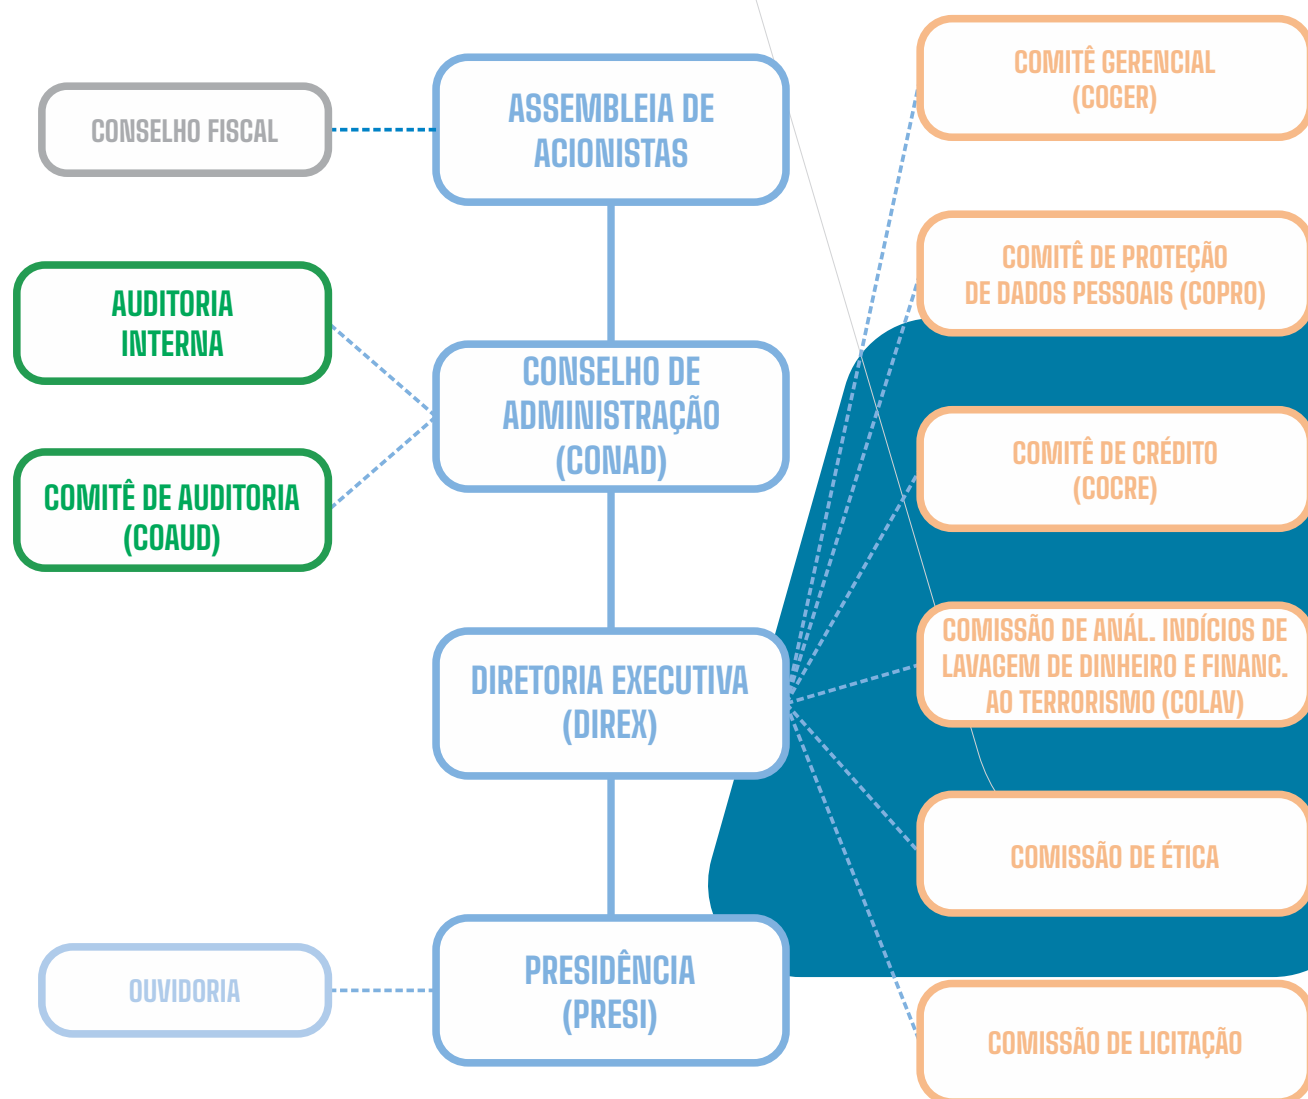 CONSELHO FISCAL
ASSEMBLEIA DE
ACIONISTAS
AUDITORIA
INTERNA
CONSELHO DE
ADMINISTRAÇÃO
(CONAD)
COMITÊ DE AUDITORIA
(COAUD)
DIRETORIA EXECUTIVA
(DIREX)
OUVIDORIA
PRESIDÊNCIA
(PRESI)
COMITÊ GERENCIAL
(COGER)
COMITÊ DE PROTEÇÃO
DE DADOS PESSOAIS (COPRO)
COMITÊ DE CRÉDITO
(COCRE)
COMISSÃO DE ANÁL. INDÍCIOS DE
LAVAGEM DE DINHEIRO E FINANC.
AO TERRORISMO (COLAV)
COMISSÃO DE ÉTICA
COMISSÃO DE LICITAÇÃO